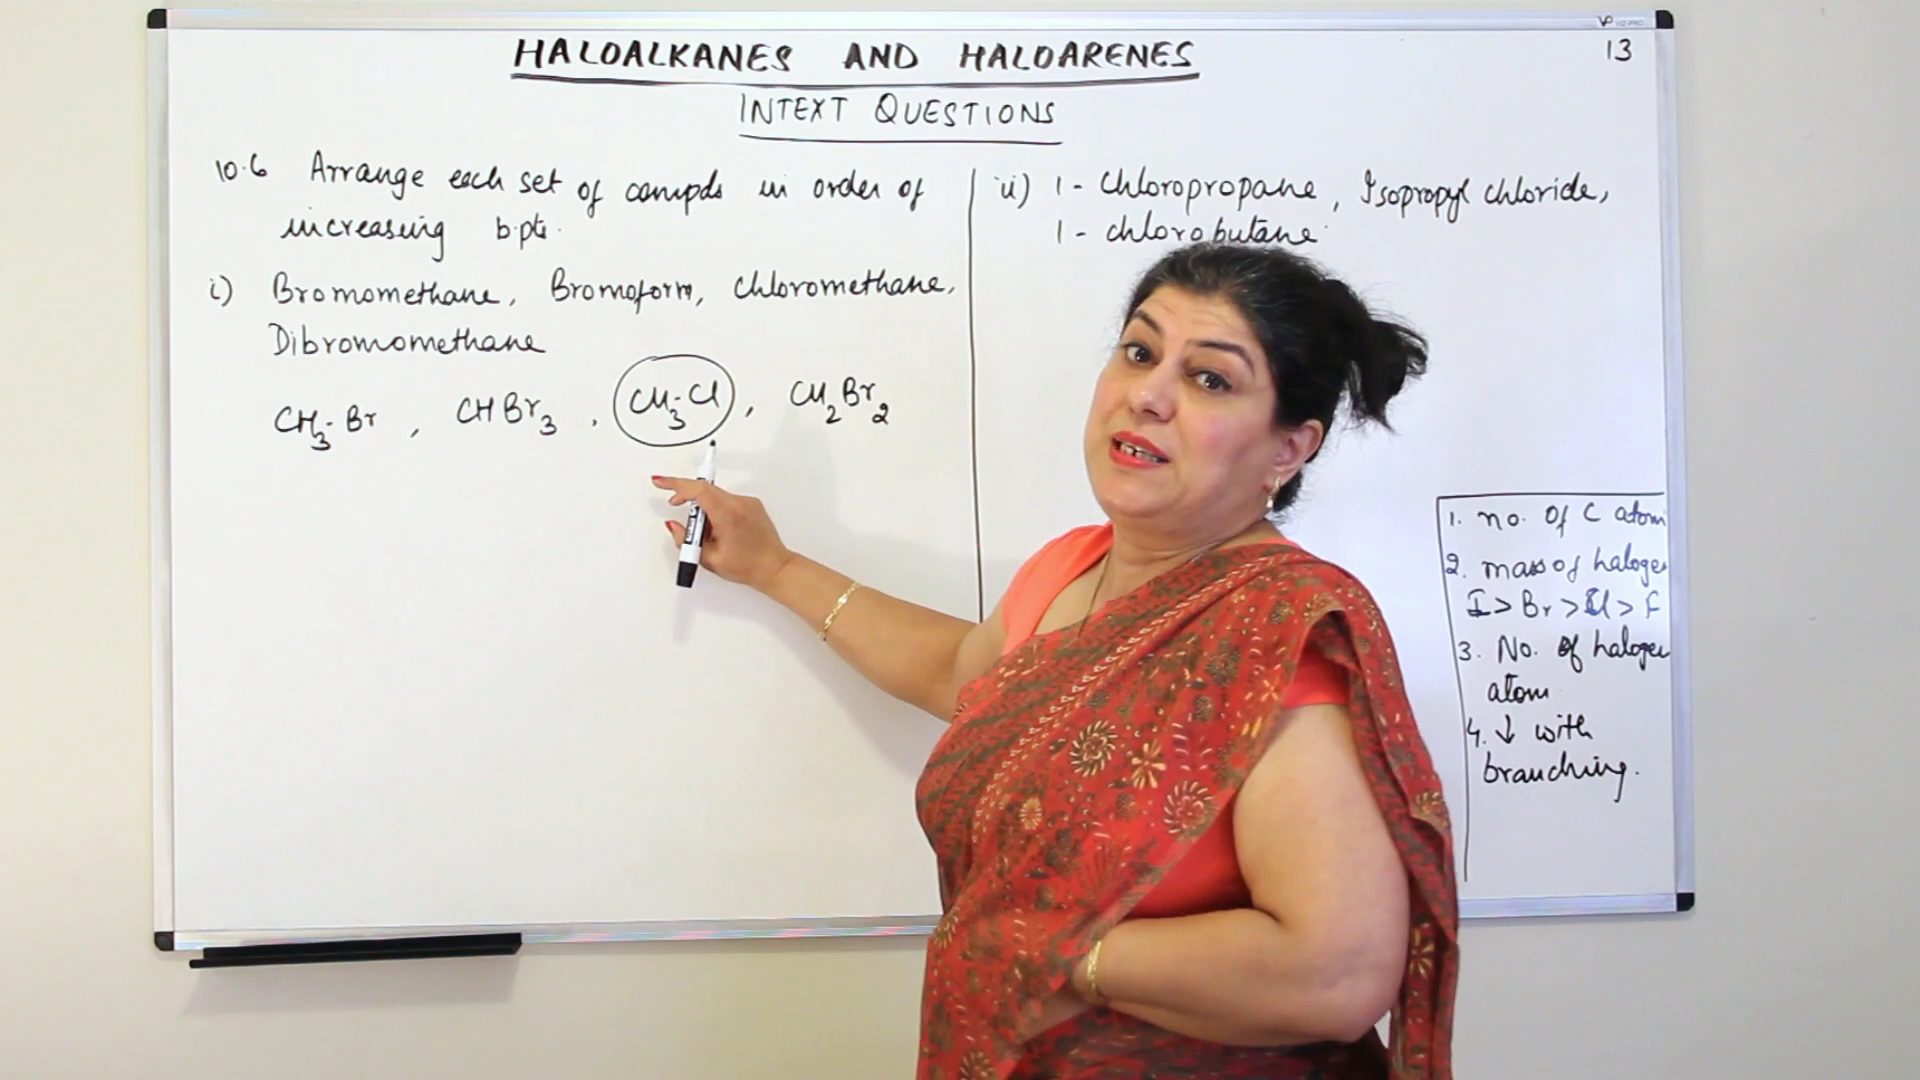 HALOALKANES AND HALOARENES
13
INTEXT QUESTIONS
10.6 Arrange each set of compds in order of
increasing b.pts.
i) Bromomethane, Bromoform, Chloromethane,
Dibromomethane
CH3-Br, CHBr3, CH3-Cl, CH2Br2
ii) 1-Chloropropane, Isopropyl chloride,
1-chlorobutane.
1. no. of C atom
2. mass of halogen
I > Br > Cl > F
3. No. of halogen
atom
4. ↓ with
branching.